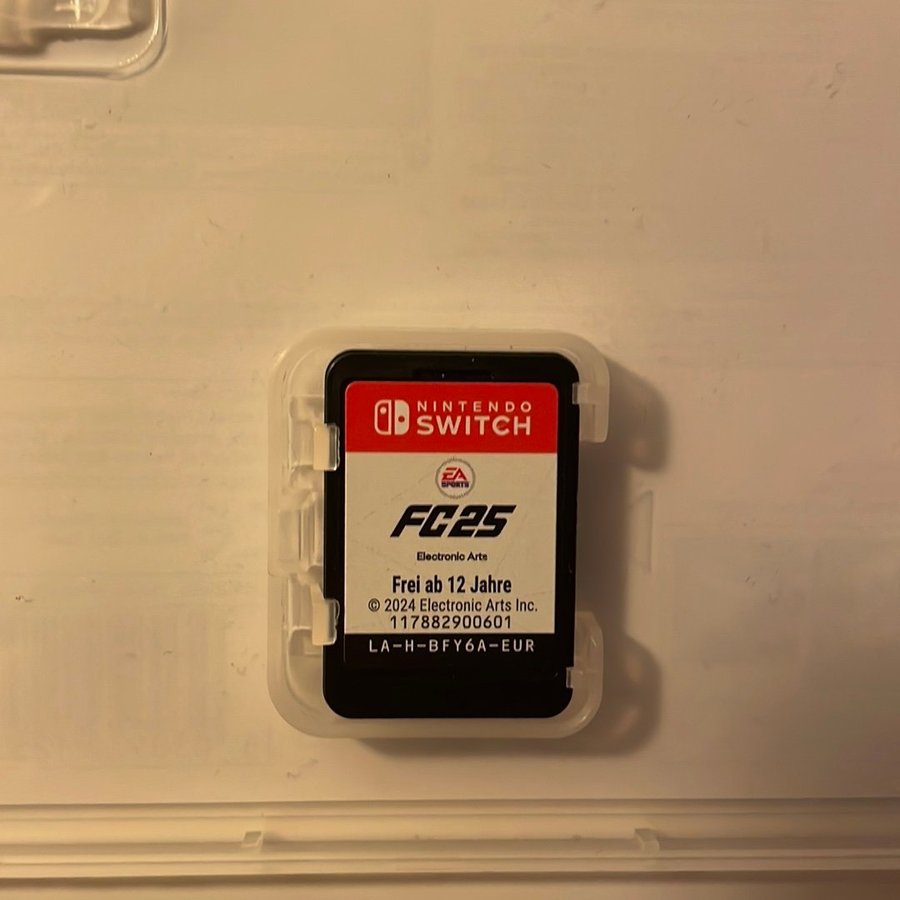 NINTENDO
SWITCH
EA
SPORTS
FC25
Electronic Arts
Frei ab 12 Jahre
© 2024 Electronic Arts Inc.
117882900601
LA-H-BFY6A-EUR